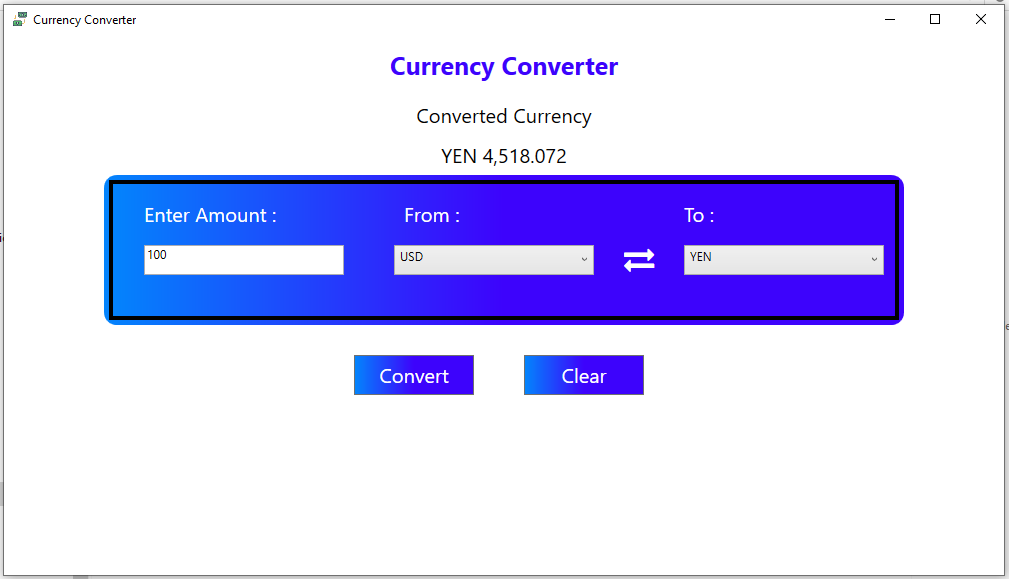 Currency Converter
Currency Converter
Converted Currency
YEN 4,518.072
Enter Amount : From : To :
100 USD YEN
Convert Clear